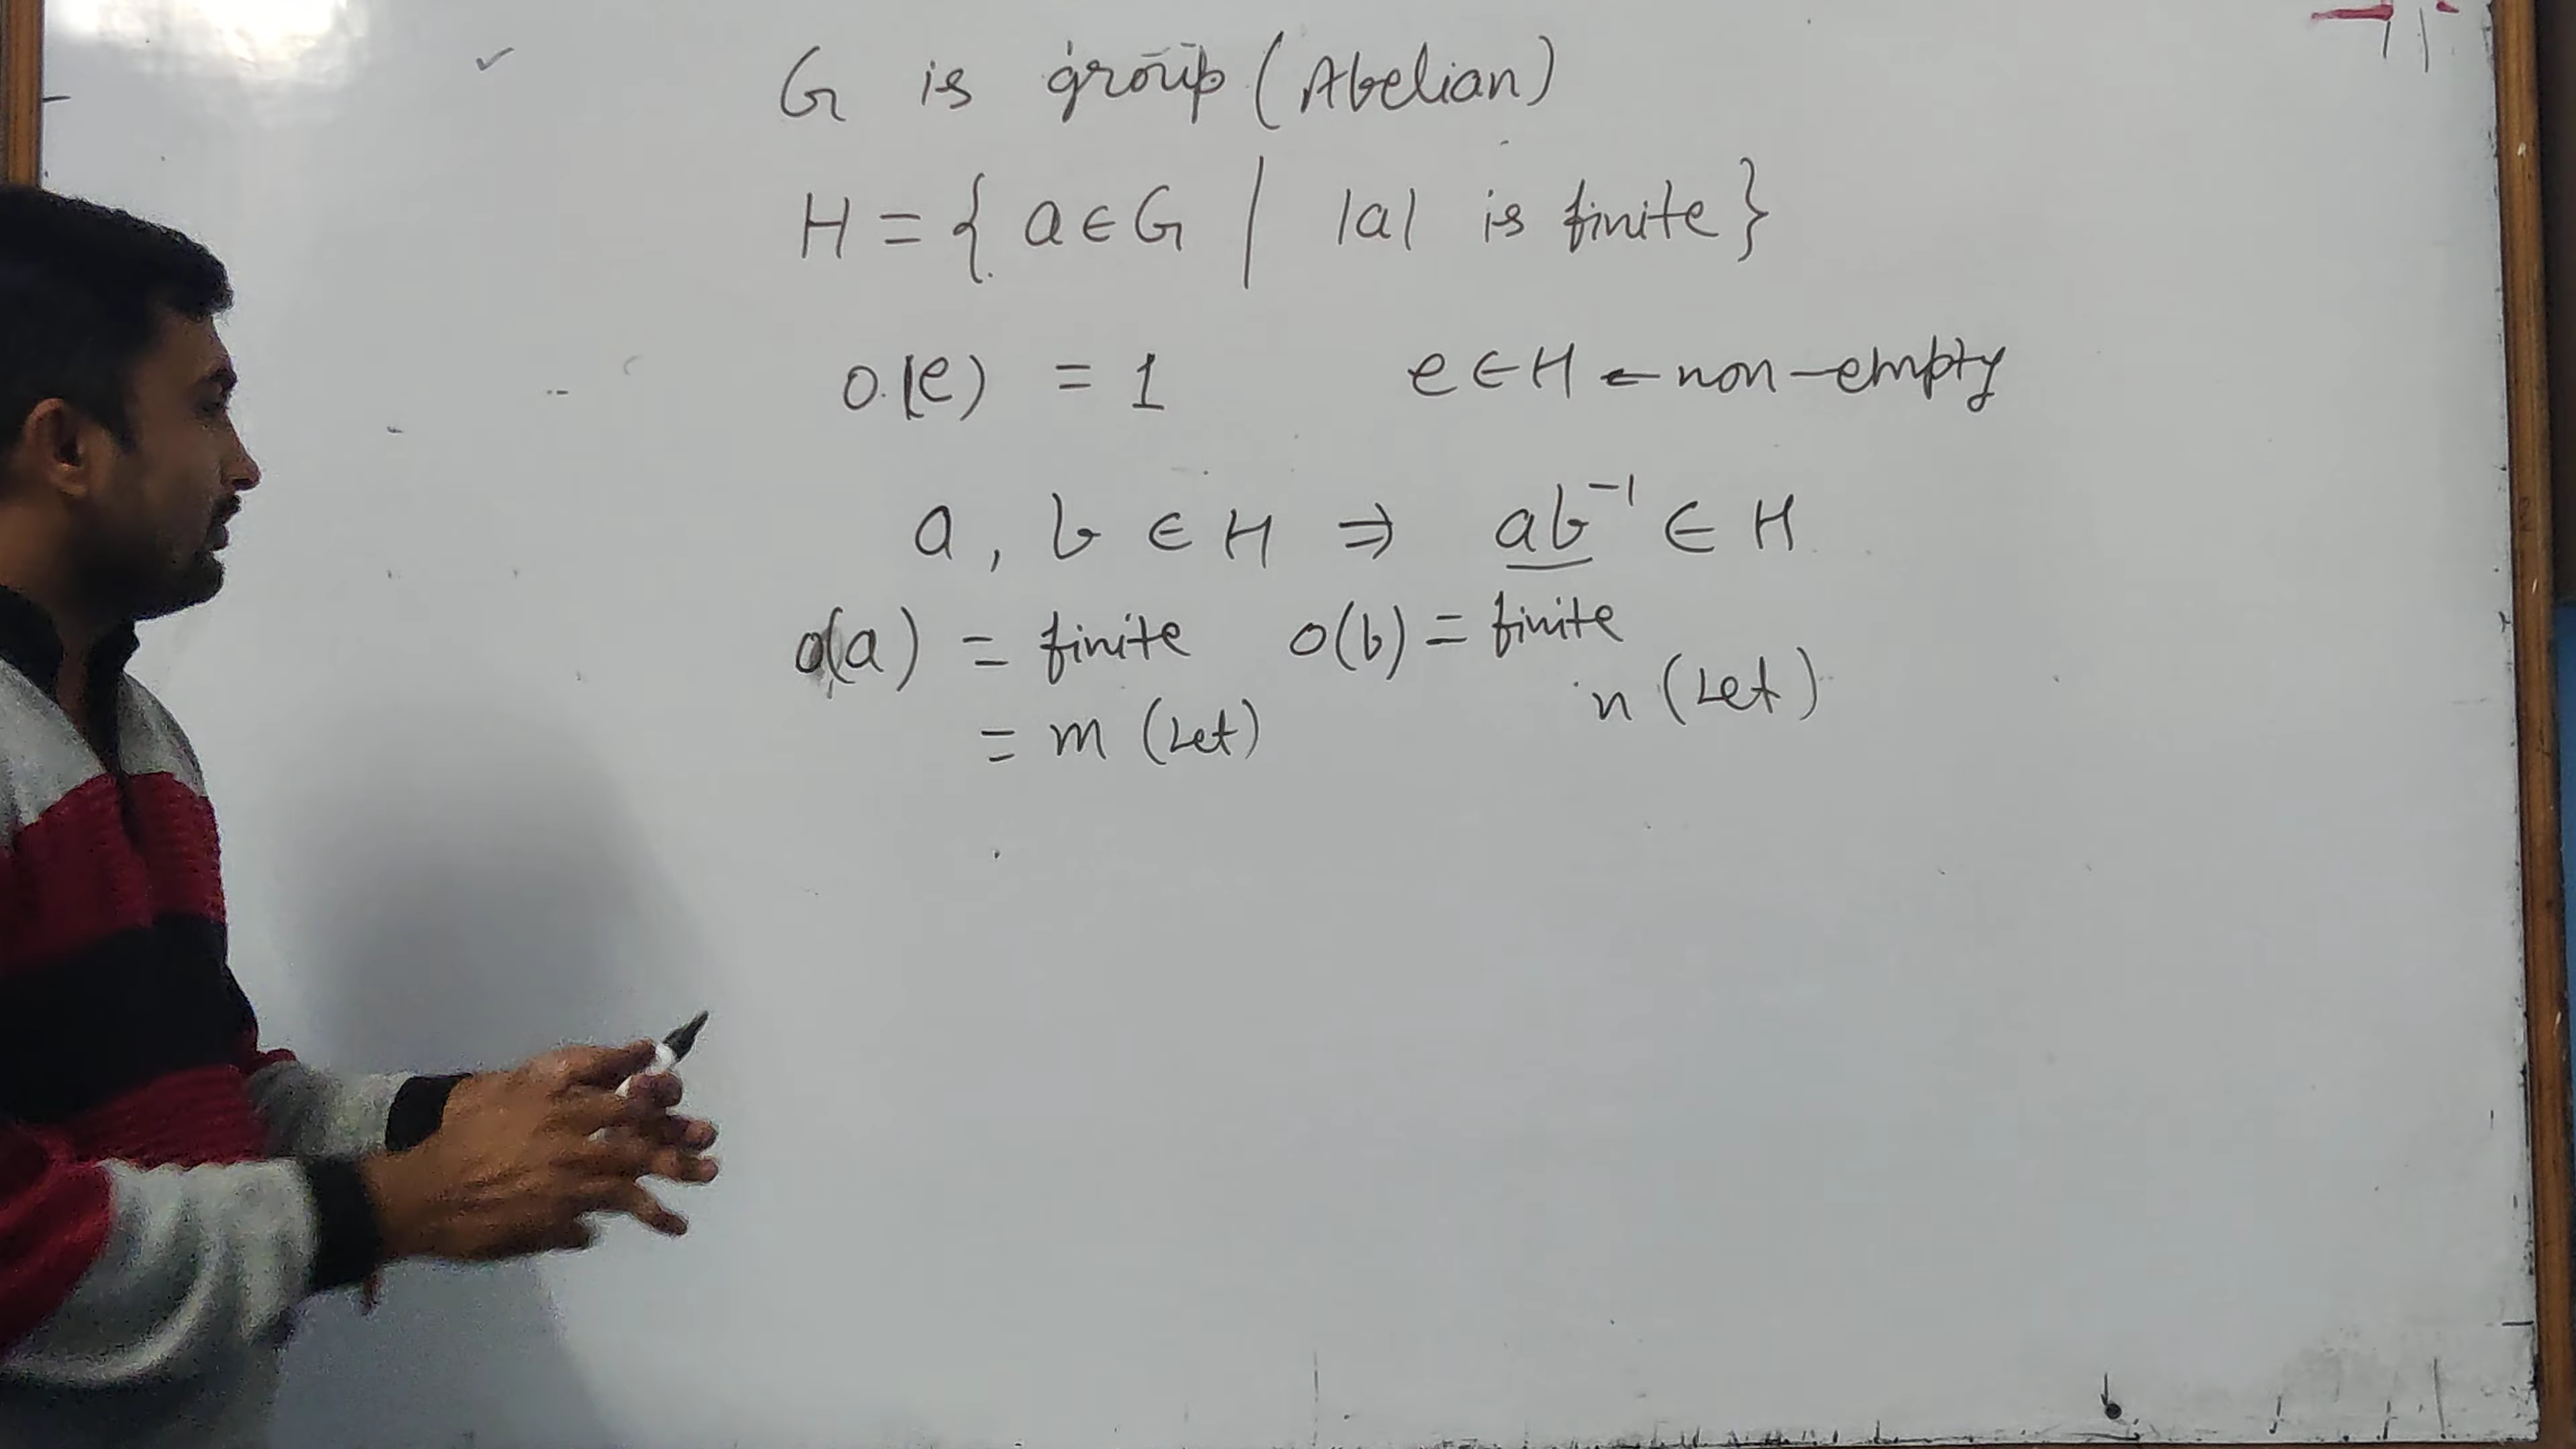 G is group (Abelian)
H = { a ∈ G | |a| is finite }
o(e) = 1 e ∈ H ← non-empty
a, b ∈ H ⇒ ab⁻¹ ∈ H
o(a) = finite o(b) = finite
= m (Let) n (Let)